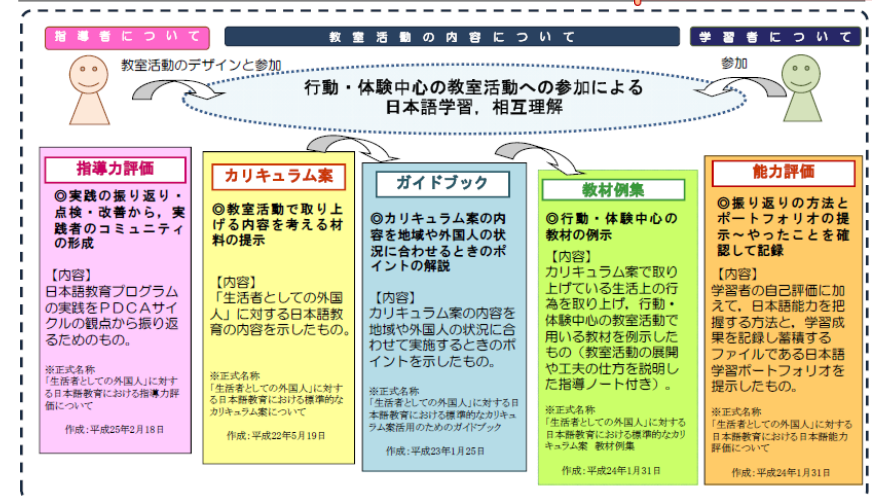 指導者について
教室活動の内容について
学習者について
教室活動のデザインと参加
参加
行動・体験中心の教室活動への参加による
日本語学習，相互理解
指導力評価
◎実践の振り返り・
点検・改善から，実
践者のコミュニティ
の形成
【内容】
日本語教育プログラム
の実践をＰＤＣＡサイ
クルの観点から振り返
るためのもの。
※正式名称
「生活者としての外国人」に対す
る日本語教育における指導力評
価について
作成：平成25年2月18日
カリキュラム案
◎教室活動で取り上
げる内容を考える材
料の提示
【内容】
「生活者としての外国
人」に対する日本語教
育の内容を示したもの。
※正式名称
「生活者としての外国人」に対す
る日本語教育における標準的な
カリキュラム案について
作成：平成22年5月19日
ガイドブック
◎カリキュラム案の内
容を地域や外国人の状
況に合わせるときのポ
イントの解説
【内容】
カリキュラム案の内容を
地域や外国人の状況に合
わせて実施するときのポ
イントを示したもの。
※正式名称
「生活者としての外国人」に対する日
本語教育における標準的なカリキュ
ラム案活用のためのガイドブック
作成：平成23年1月25日
教材例集
◎行動・体験中心の
教材の例示
【内容】
カリキュラム案で取り
上げている生活上の行
為を取り上げ，行動・
体験中心の教室活動で
用いる教材を例示した
もの（教室活動の展開
や工夫の仕方を説明し
た指導ノート付き）。
※正式名称
「生活者としての外国人」に対する
日本語教育における標準的なカリ
キュラム案 教材例集
作成：平成24年1月31日
能力評価
◎振り返りの方法と
ポートフォリオの提
示～やったことを確
認して記録
【内容】
学習者の自己評価に加
えて，日本語能力を把
握する方法と，学習成
果を記録し蓄積する
ファイルである日本語
学習ポートフォリオを
提示したもの。
※正式名称
「生活者としての外国人」に対する
日本語教育における日本語能力
評価について
作成：平成24年1月31日